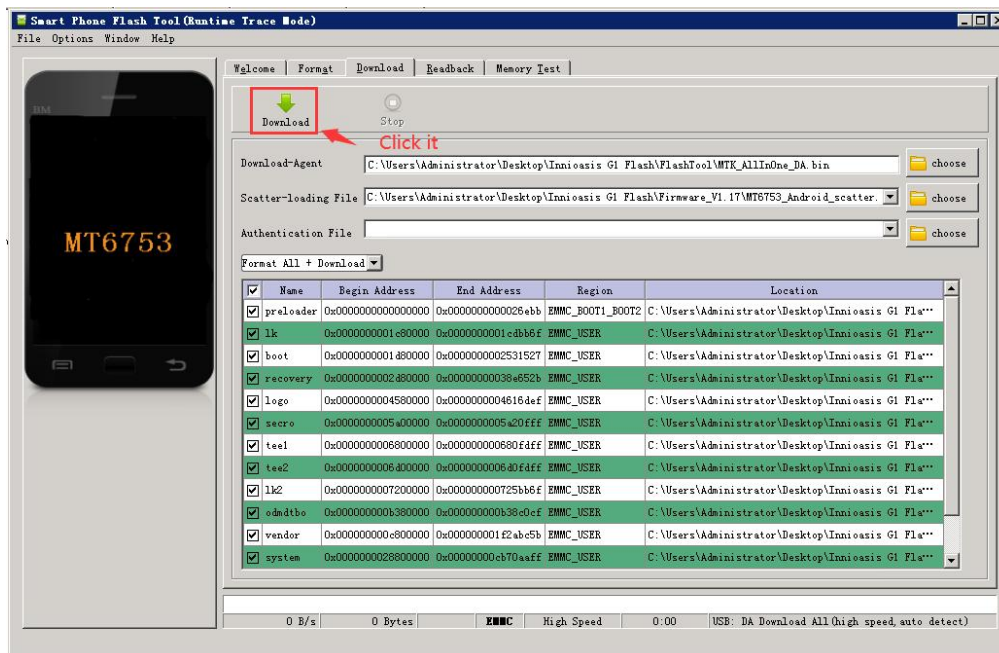 Smart Phone Flash Tool(Runtime Trace Mode)
File Options Window Help
Welcome Format Download Readback Memory Test
BM
Download Stop
Click it
Download-Agent C:\Users\Administrator\Desktop\Innioasis G1 Flash\FlashTool\MTK_AllInOne_DA.bin choose
Scatter-loading File C:\Users\Administrator\Desktop\Innioasis G1 Flash\Firmware_V1.17\MT6753_Android_scatter. choose
Authentication File choose
MT6753
Format All + Download
Name Begin Address End Address Region Location
preloader 0x0000000000000000 0x0000000000026ebb EMMC_BOOT1_BOOT2 C:\Users\Administrator\Desktop\Innioasis G1 Fla...
lk 0x0000000001c80000 0x0000000001cdbb6f EMMC_USER C:\Users\Administrator\Desktop\Innioasis G1 Fla...
boot 0x0000000001d80000 0x0000000002531527 EMMC_USER C:\Users\Administrator\Desktop\Innioasis G1 Fla...
recovery 0x0000000002d80000 0x00000000038e652b EMMC_USER C:\Users\Administrator\Desktop\Innioasis G1 Fla...
logo 0x0000000004580000 0x0000000004616def EMMC_USER C:\Users\Administrator\Desktop\Innioasis G1 Fla...
secro 0x0000000005a00000 0x0000000005a20fff EMMC_USER C:\Users\Administrator\Desktop\Innioasis G1 Fla...
tee1 0x0000000006800000 0x000000000680fdff EMMC_USER C:\Users\Administrator\Desktop\Innioasis G1 Fla...
tee2 0x0000000006d00000 0x0000000006d0fdff EMMC_USER C:\Users\Administrator\Desktop\Innioasis G1 Fla...
lk2 0x0000000007200000 0x000000000725bb6f EMMC_USER C:\Users\Administrator\Desktop\Innioasis G1 Fla...
odmdtbo 0x000000000b380000 0x000000000b38c0cf EMMC_USER C:\Users\Administrator\Desktop\Innioasis G1 Fla...
vendor 0x000000000c800000 0x000000001f2abc5b EMMC_USER C:\Users\Administrator\Desktop\Innioasis G1 Fla...
system 0x0000000028800000 0x00000000cb70aaff EMMC_USER C:\Users\Administrator\Desktop\Innioasis G1 Fla...
0 B/s 0 Bytes EMMC High Speed 0:00 USB: DA Download All(high speed,auto detect)